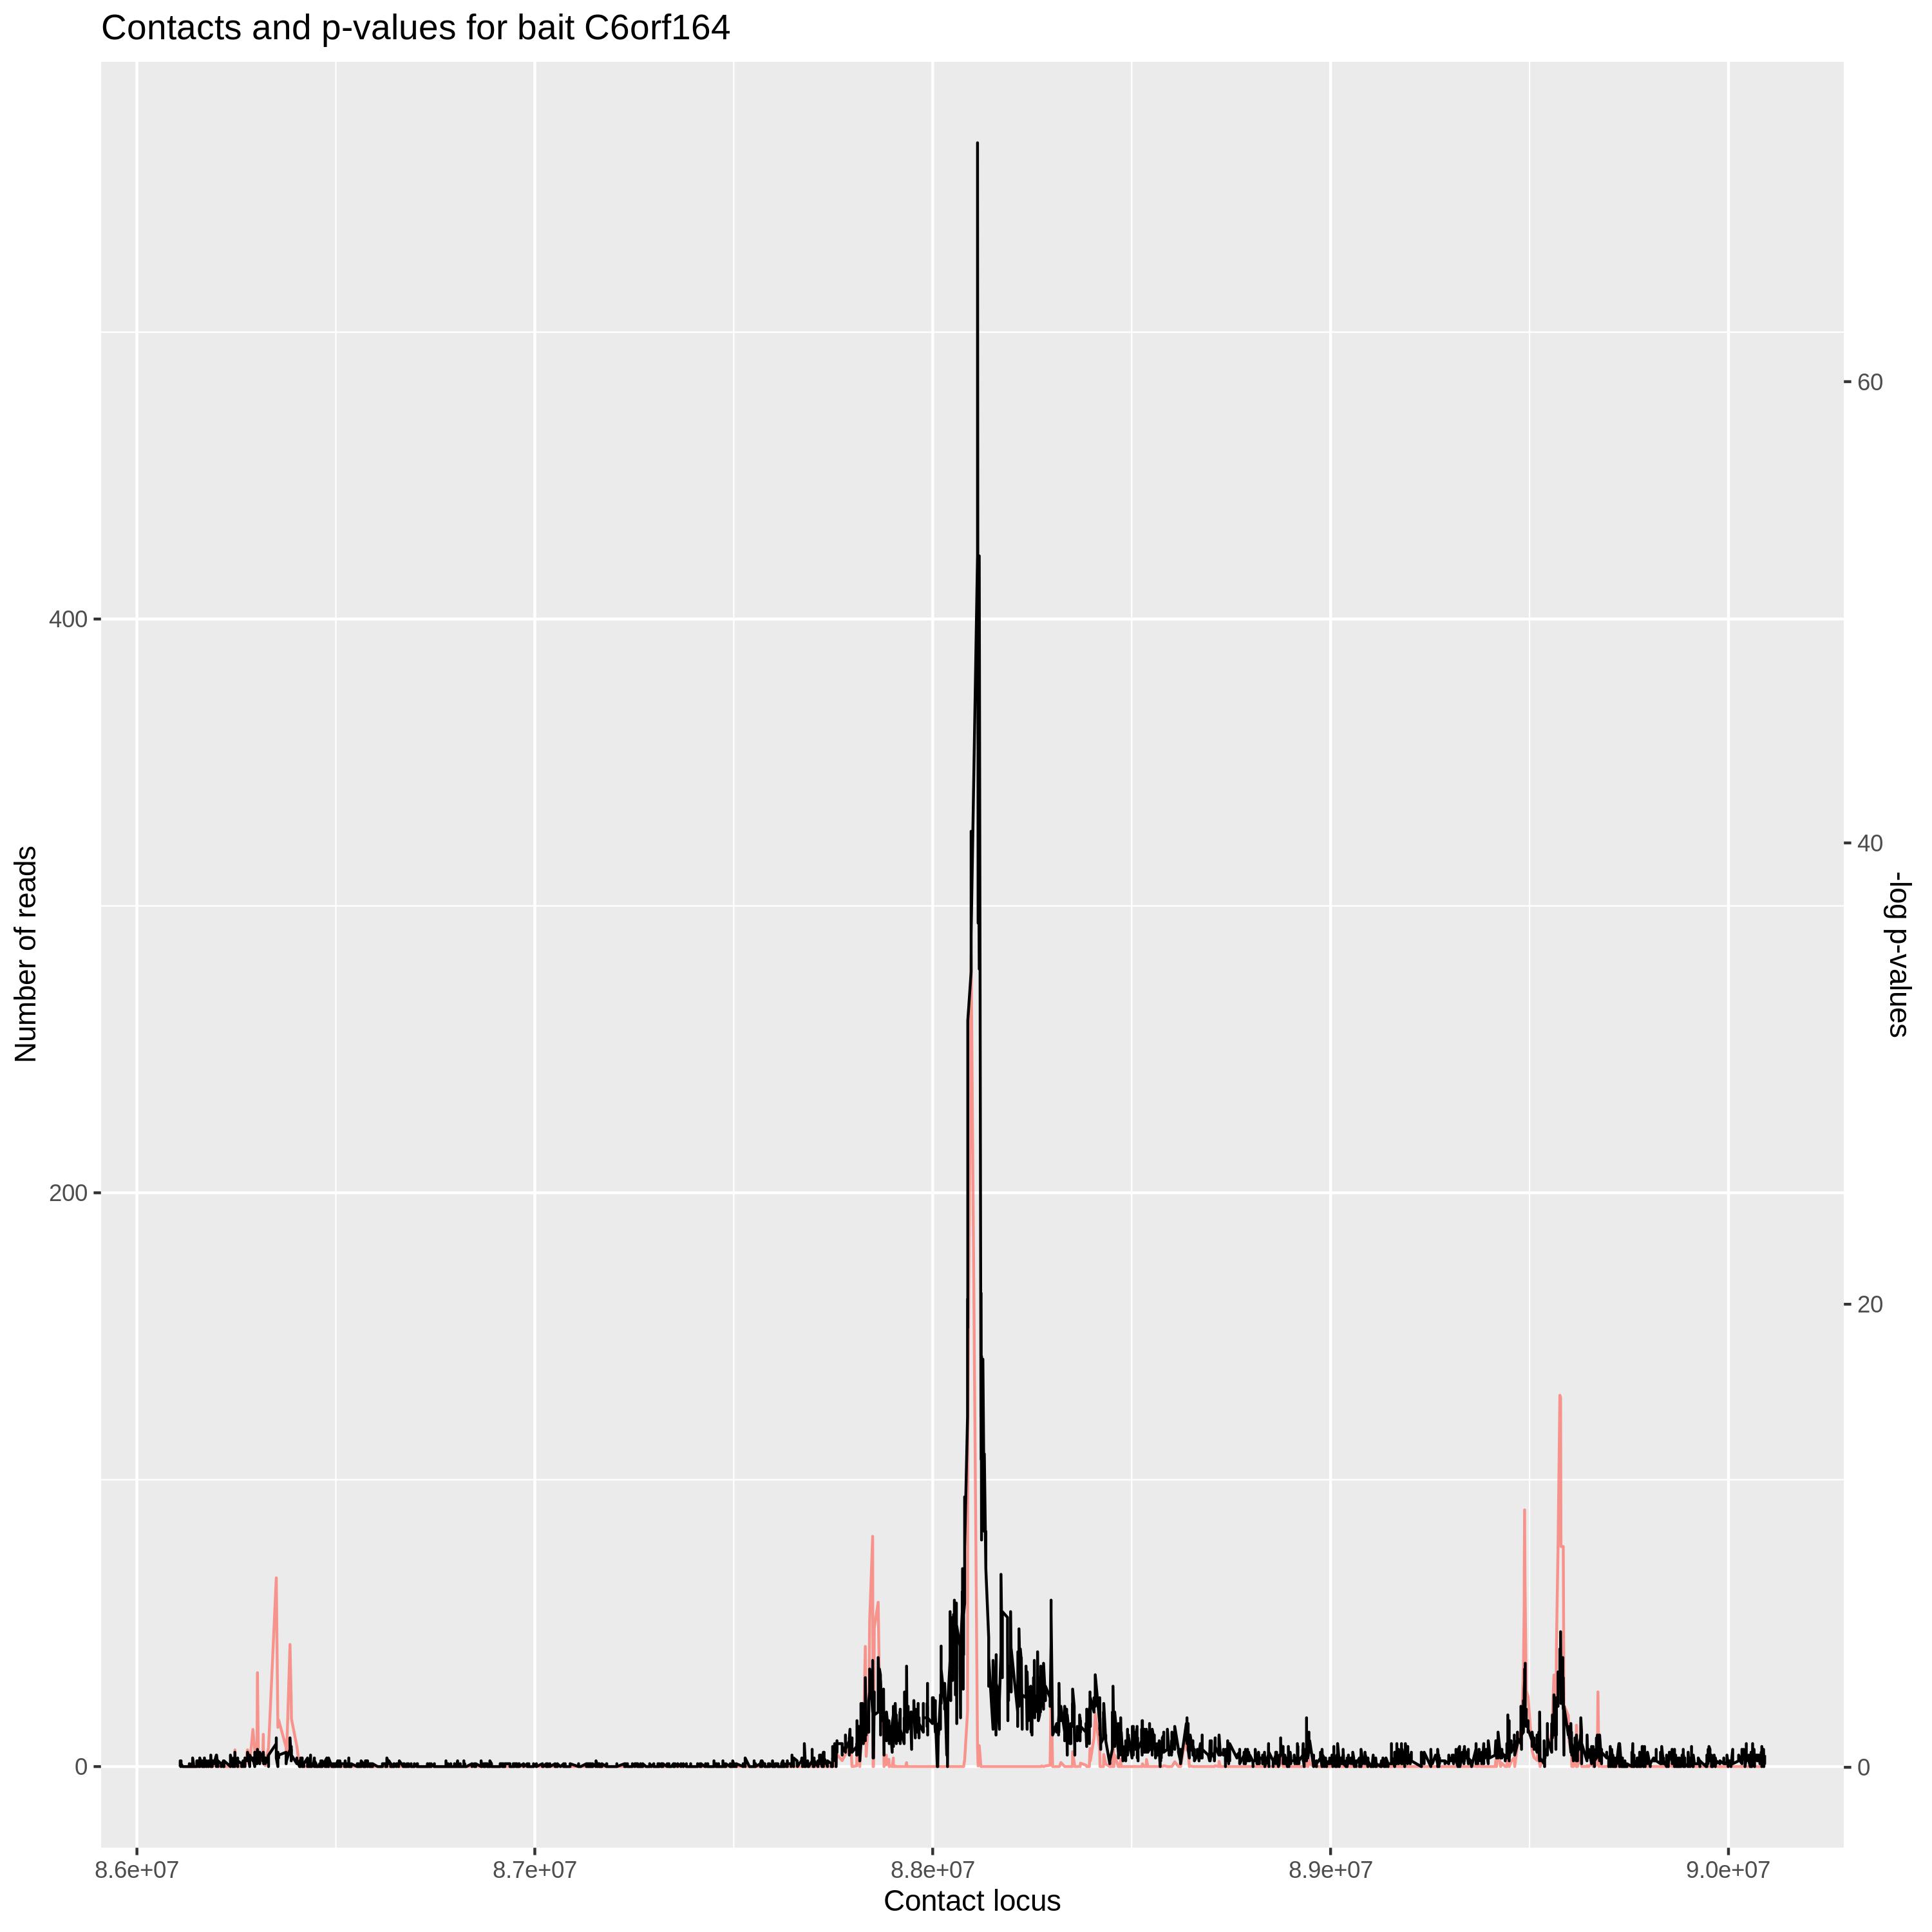 Contacts and p-values for bait C6orf164
Number of reads
400
200
0
60
40
20
0
-log p-values
8.6e+07 8.7e+07 8.8e+07 8.9e+07 9.0e+07
Contact locus